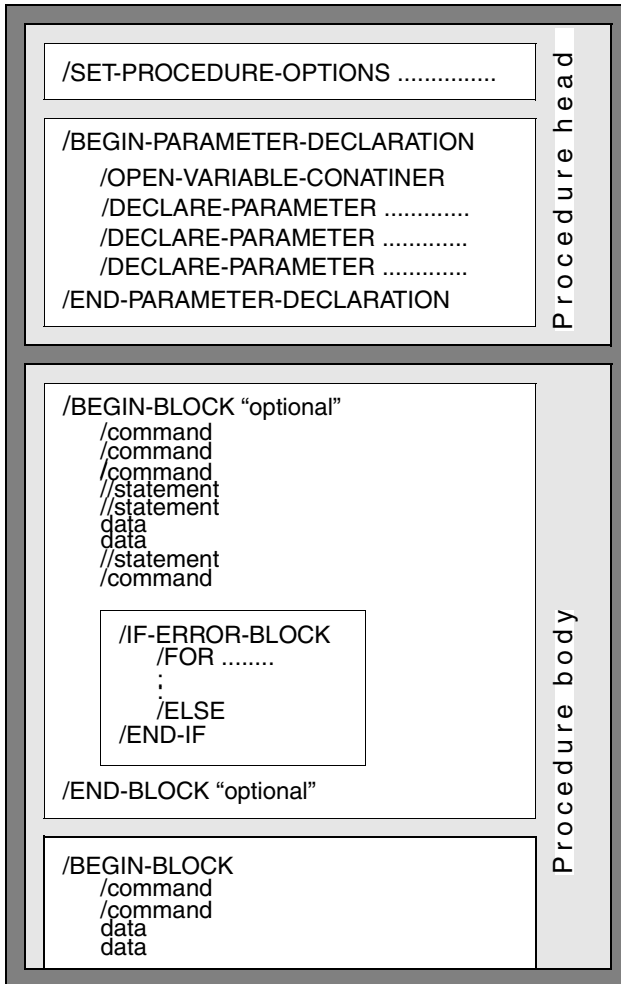 /SET-PROCEDURE-OPTIONS ...............
/BEGIN-PARAMETER-DECLARATION
/OPEN-VARIABLE-CONATINER
/DECLARE-PARAMETER .............
/DECLARE-PARAMETER .............
/DECLARE-PARAMETER .............
/END-PARAMETER-DECLARATION
Procedure head
/BEGIN-BLOCK “optional”
/command
/command
/command
//statement
//statement
data
data
//statement
/command
/IF-ERROR-BLOCK
/FOR ........
:
:
/ELSE
/END-IF
/END-BLOCK “optional”
/BEGIN-BLOCK
/command
/command
data
data
Procedure body